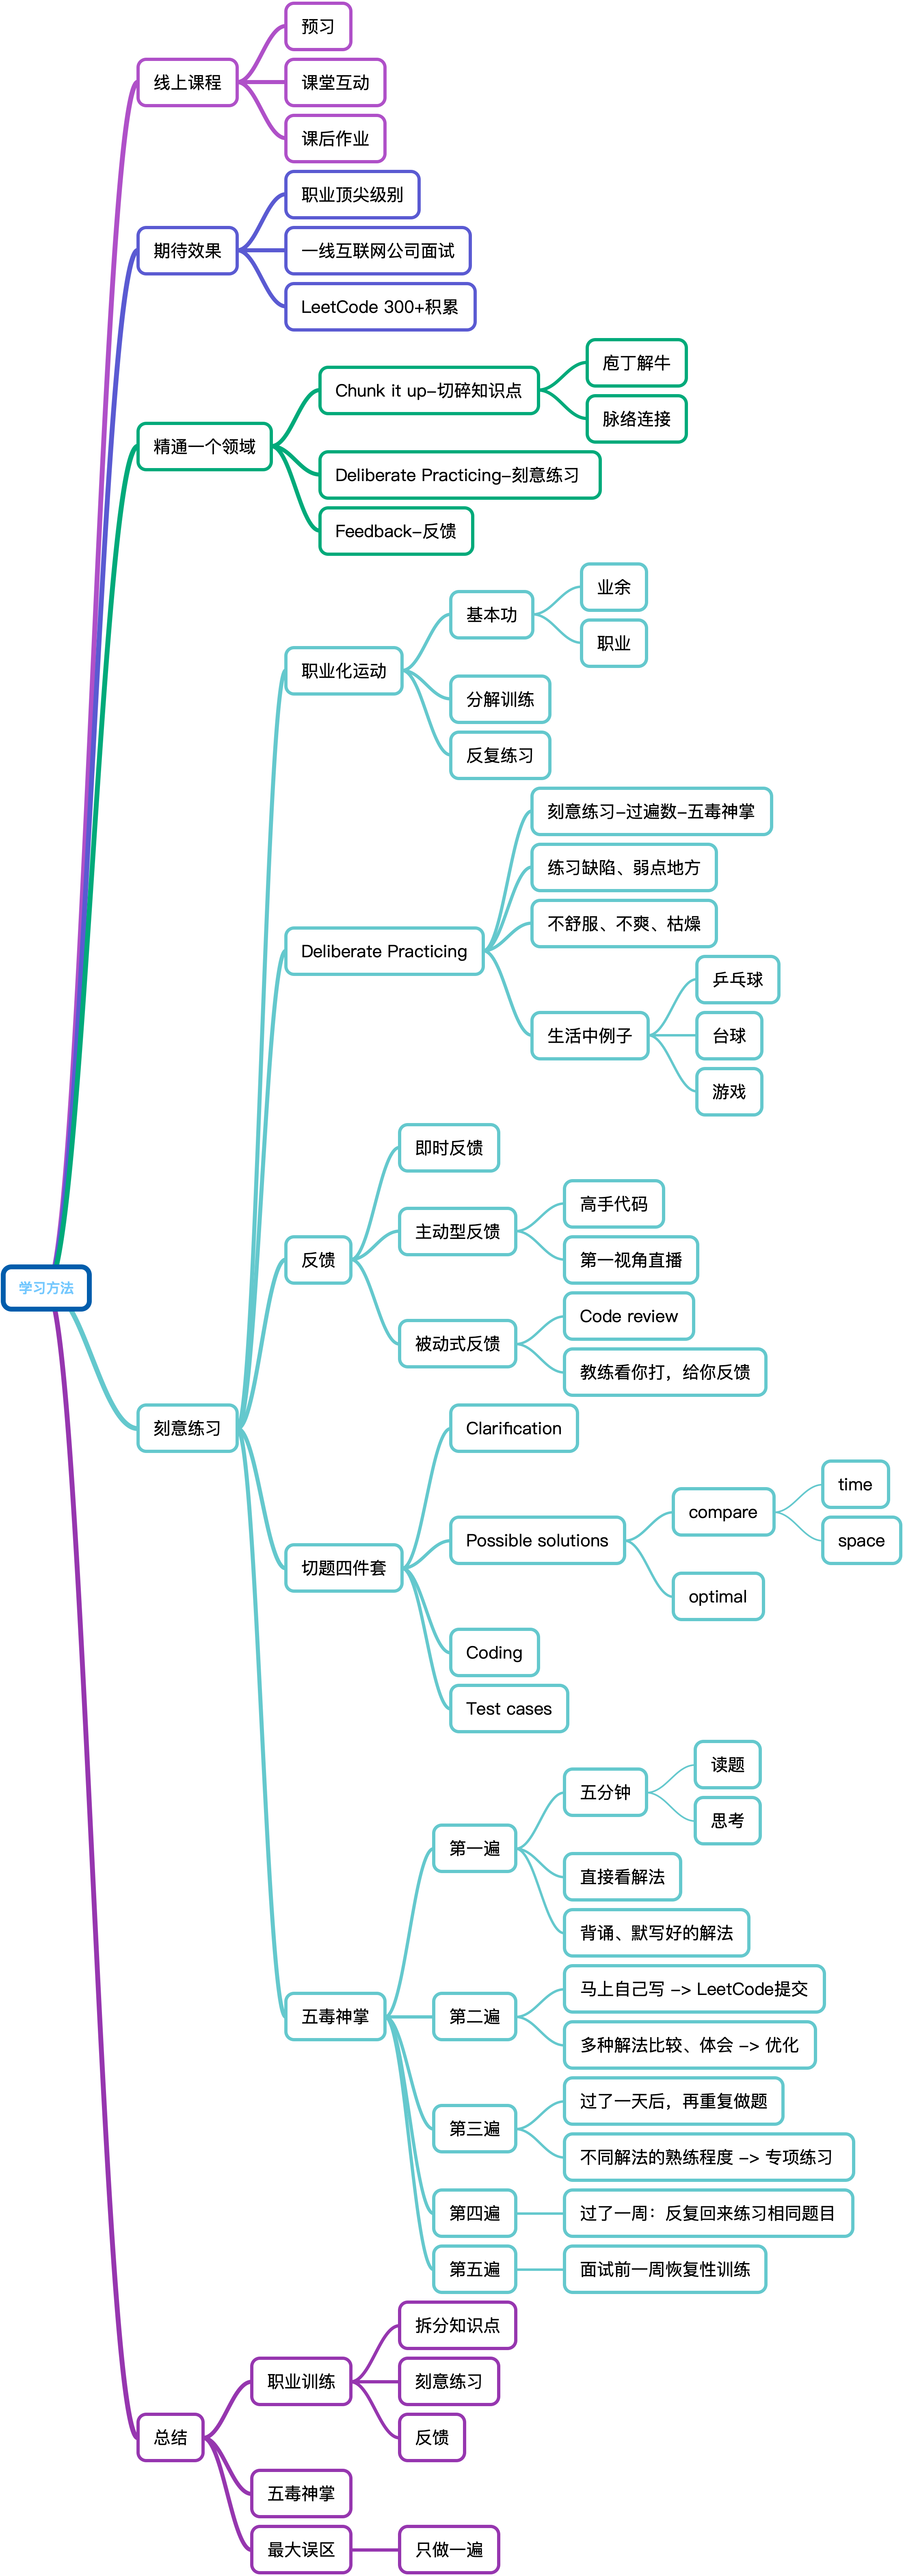 学习方法
线上课程
预习
课堂互动
课后作业
期待效果
职业顶尖级别
一线互联网公司面试
LeetCode 300+积累
精通一个领域
Chunk it up-切碎知识点
庖丁解牛
脉络连接
Deliberate Practicing-刻意练习
Feedback-反馈
刻意练习
职业化运动
基本功
业余
职业
分解训练
反复练习
Deliberate Practicing
刻意练习-过遍数-五毒神掌
练习缺陷、弱点地方
不舒服、不爽、枯燥
生活中例子
乒乓球
台球
游戏
反馈
即时反馈
主动型反馈
高手代码
第一视角直播
被动式反馈
Code review
教练看你打，给你反馈
切题四件套
Clarification
Possible solutions
compare
time
space
optimal
Coding
Test cases
五毒神掌
第一遍
五分钟
读题
思考
直接看解法
背诵、默写好的解法
第二遍
马上自己写 -> LeetCode提交
多种解法比较、体会 -> 优化
第三遍
过了一天后，再重复做题
不同解法的熟练程度 -> 专项练习
第四遍
过了一周：反复回来练习相同题目
第五遍
面试前一周恢复性训练
总结
职业训练
拆分知识点
刻意练习
反馈
五毒神掌
最大误区
只做一遍